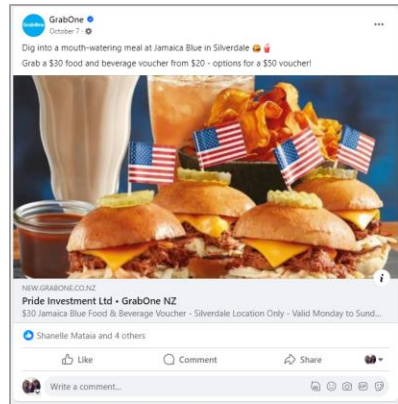 GrabOne
GrabOne
October 7 ·
Dig into a mouth-watering meal at Jamaica Blue in Silverdale
Grab a $30 food and beverage voucher from $20 - options for a $50 voucher!
NEW.GRABONE.CO.NZ
Pride Investment Ltd • GrabOne NZ
$30 Jamaica Blue Food & Beverage Voucher - Silverdale Location Only - Valid Monday to Sund...
Shanelle Mataia and 4 others
Like
Comment
Share
Write a comment...
GIF